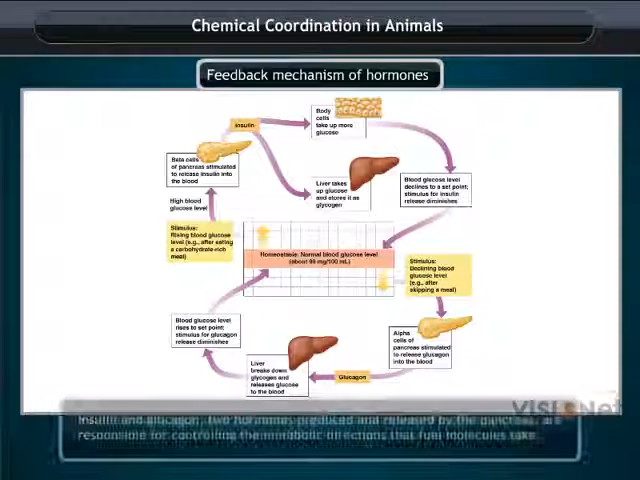 Chemical Coordination in Animals
Feedback mechanism of hormones
Insulin
Body
cells
take up more
glucose
Beta cells
of pancreas stimulated
to release insulin into
the blood
Liver takes
up glucose
and stores it as
glycogen
Blood glucose level
declines to a set point;
stimulus for insulin
release diminishes
High blood
glucose level
Stimulus:
Rising blood glucose
level (e.g., after eating
a carbohydrate-rich
meal)
Homeostasis: Normal blood glucose level
(about 90 mg/100 mL)
Stimulus:
Declining blood
glucose level
(e.g., after
skipping a meal)
Blood glucose level
rises to set point;
stimulus for glucagon
release diminishes
Alpha
cells of
pancreas stimulated
to release glucagon
into the blood
Liver
breaks down
glycogen and
releases glucose
to the blood
Glucagon
Insulin and glucagon, two hormones produced and released by the pancreas, are
responsible for controlling the metabolic directions that fuel molecules take.